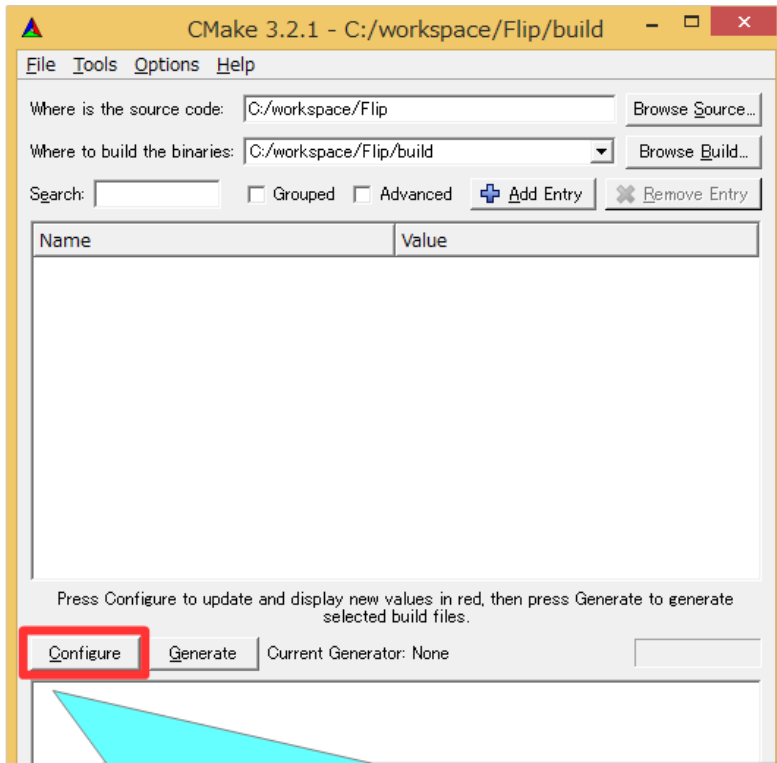 CMake 3.2.1 - C:/workspace/Flip/build
File Tools Options Help
Where is the source code: C:/workspace/Flip Browse Source...
Where to build the binaries: C:/workspace/Flip/build Browse Build...
Search: Grouped Advanced Add Entry Remove Entry
Name Value
Press Configure to update and display new values in red, then press Generate to generate
selected build files.
Configure Generate Current Generator: None